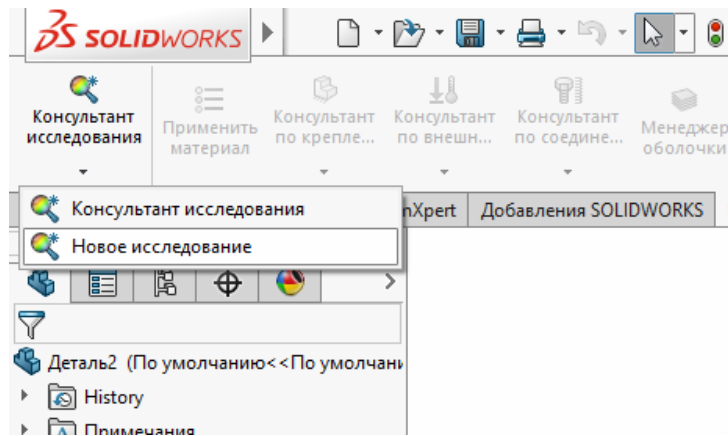 SOLIDWORKS
Консультант исследования
Применить материал
Консультант по крепле...
Консультант по внешн...
Консультант по соедине...
Менеджер оболочки
Консультант исследования
nXpert
Добавления SOLIDWORKS
Новое исследование
Деталь2 (По умолчанию<<По умолчани
History
Примечания